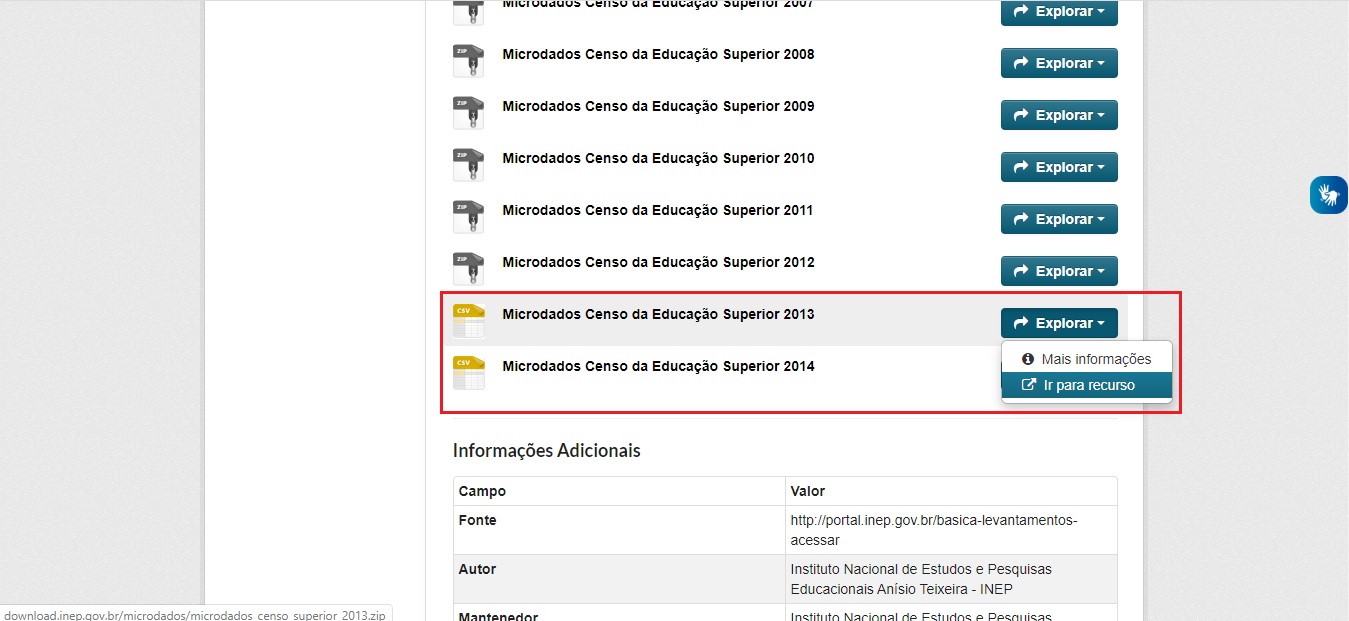 Microdados Censo da Educação Superior 2007
Explorar
ZIP
Microdados Censo da Educação Superior 2008
Explorar
ZIP
Microdados Censo da Educação Superior 2009
Explorar
ZIP
Microdados Censo da Educação Superior 2010
Explorar
ZIP
Microdados Censo da Educação Superior 2011
Explorar
ZIP
Microdados Censo da Educação Superior 2012
Explorar
CSV
Microdados Censo da Educação Superior 2013
Explorar
Mais informações
CSV
Microdados Censo da Educação Superior 2014
Ir para recurso
Informações Adicionais
Campo Valor
Fonte http://portal.inep.gov.br/basica-levantamentos-
acessar
Autor Instituto Nacional de Estudos e Pesquisas
Educacionais Anísio Teixeira - INEP
Mantenedor Instituto Nacional de Estudos e Pesquisas
download.inep.gov.br/microdados/microdados_censo_superior_2013.zip